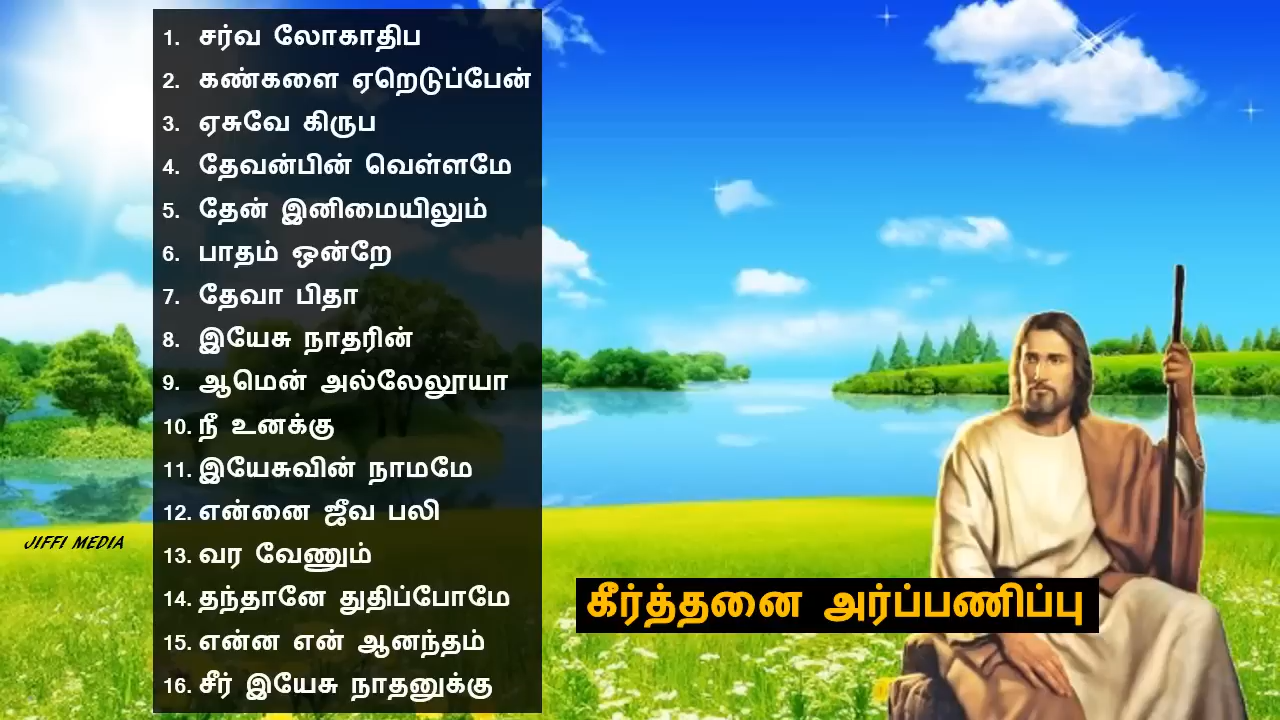 1. சர்வ லோகாதிப
2. கண்களை ஏறெடுப்பேன்
3. ஏசுவே கிருப
4. தேவன்பின் வெள்ளமே
5. தேன் இனிமையிலும்
6. பாதம் ஒன்றே
7. தேவா பிதா
8. இயேசு நாதரின்
9. ஆமென் அல்லேலூயா
10. நீ உனக்கு
11. இயேசுவின் நாமமே
12. என்னை ஜீவ பலி
13. வர வேணும்
14. தந்தானே துதிப்போமே
15. என்ன என் ஆனந்தம்
16. சீர் இயேசு நாதனுக்கு
JIFFI MEDIA
கீர்த்தனை அர்ப்பணிப்பு